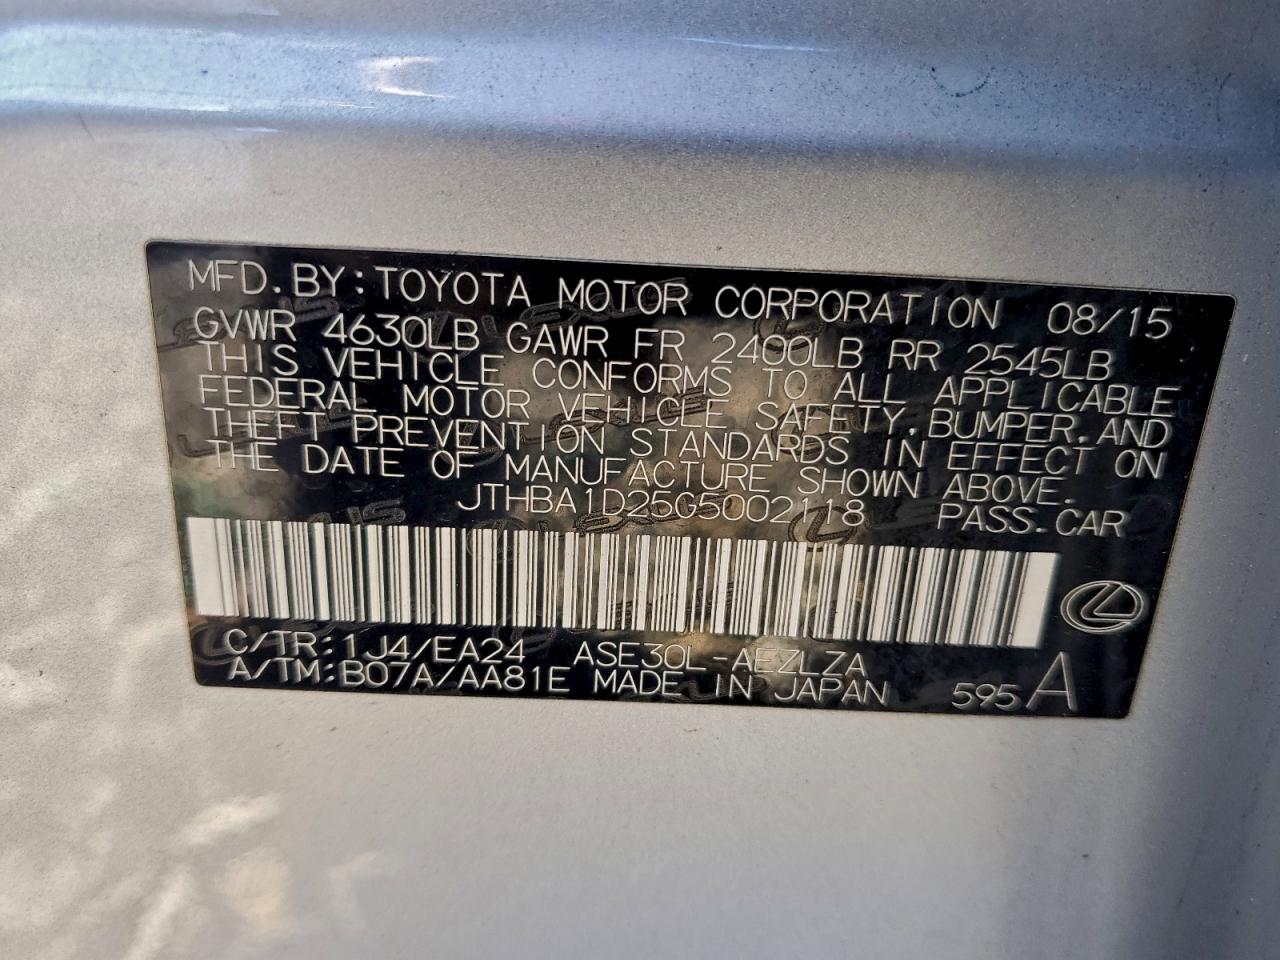 MFD. BY: TOYOTA MOTOR CORPORATION 08/15
GVWR 4630LB GAWR FR 2400LB RR 2545LB
THIS VEHICLE CONFORMS TO ALL APPLICABLE
FEDERAL MOTOR VEHICLE SAFETY, BUMPER, AND
THEFT PREVENTION STANDARDS IN EFFECT ON
THE DATE OF MANUFACTURE SHOWN ABOVE.
JTHBA1D25G5002118 PASS. CAR
C/TR: 1J4/EA24 ASE30L-AEZLZA
A/TM: B07A/AA81E MADE IN JAPAN 595A